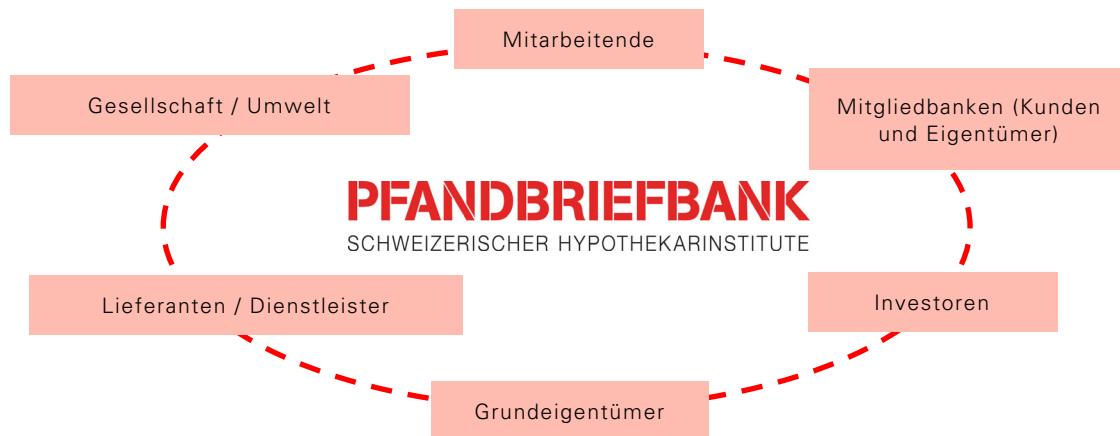 Mitarbeitende
Gesellschaft / Umwelt
Mitgliedbanken (Kunden
und Eigentümer)
PFANDBRIEFBANK
SCHWEIZERISCHER HYPOTHEKARINSTITUTE
Lieferanten / Dienstleister
Investoren
Grundeigentümer